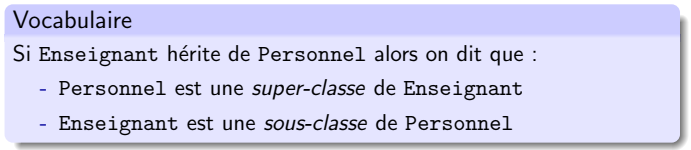 Vocabulaire
Si Enseignant hérite de Personnel alors on dit que :
- Personnel est une super-classe de Enseignant
- Enseignant est une sous-classe de Personnel